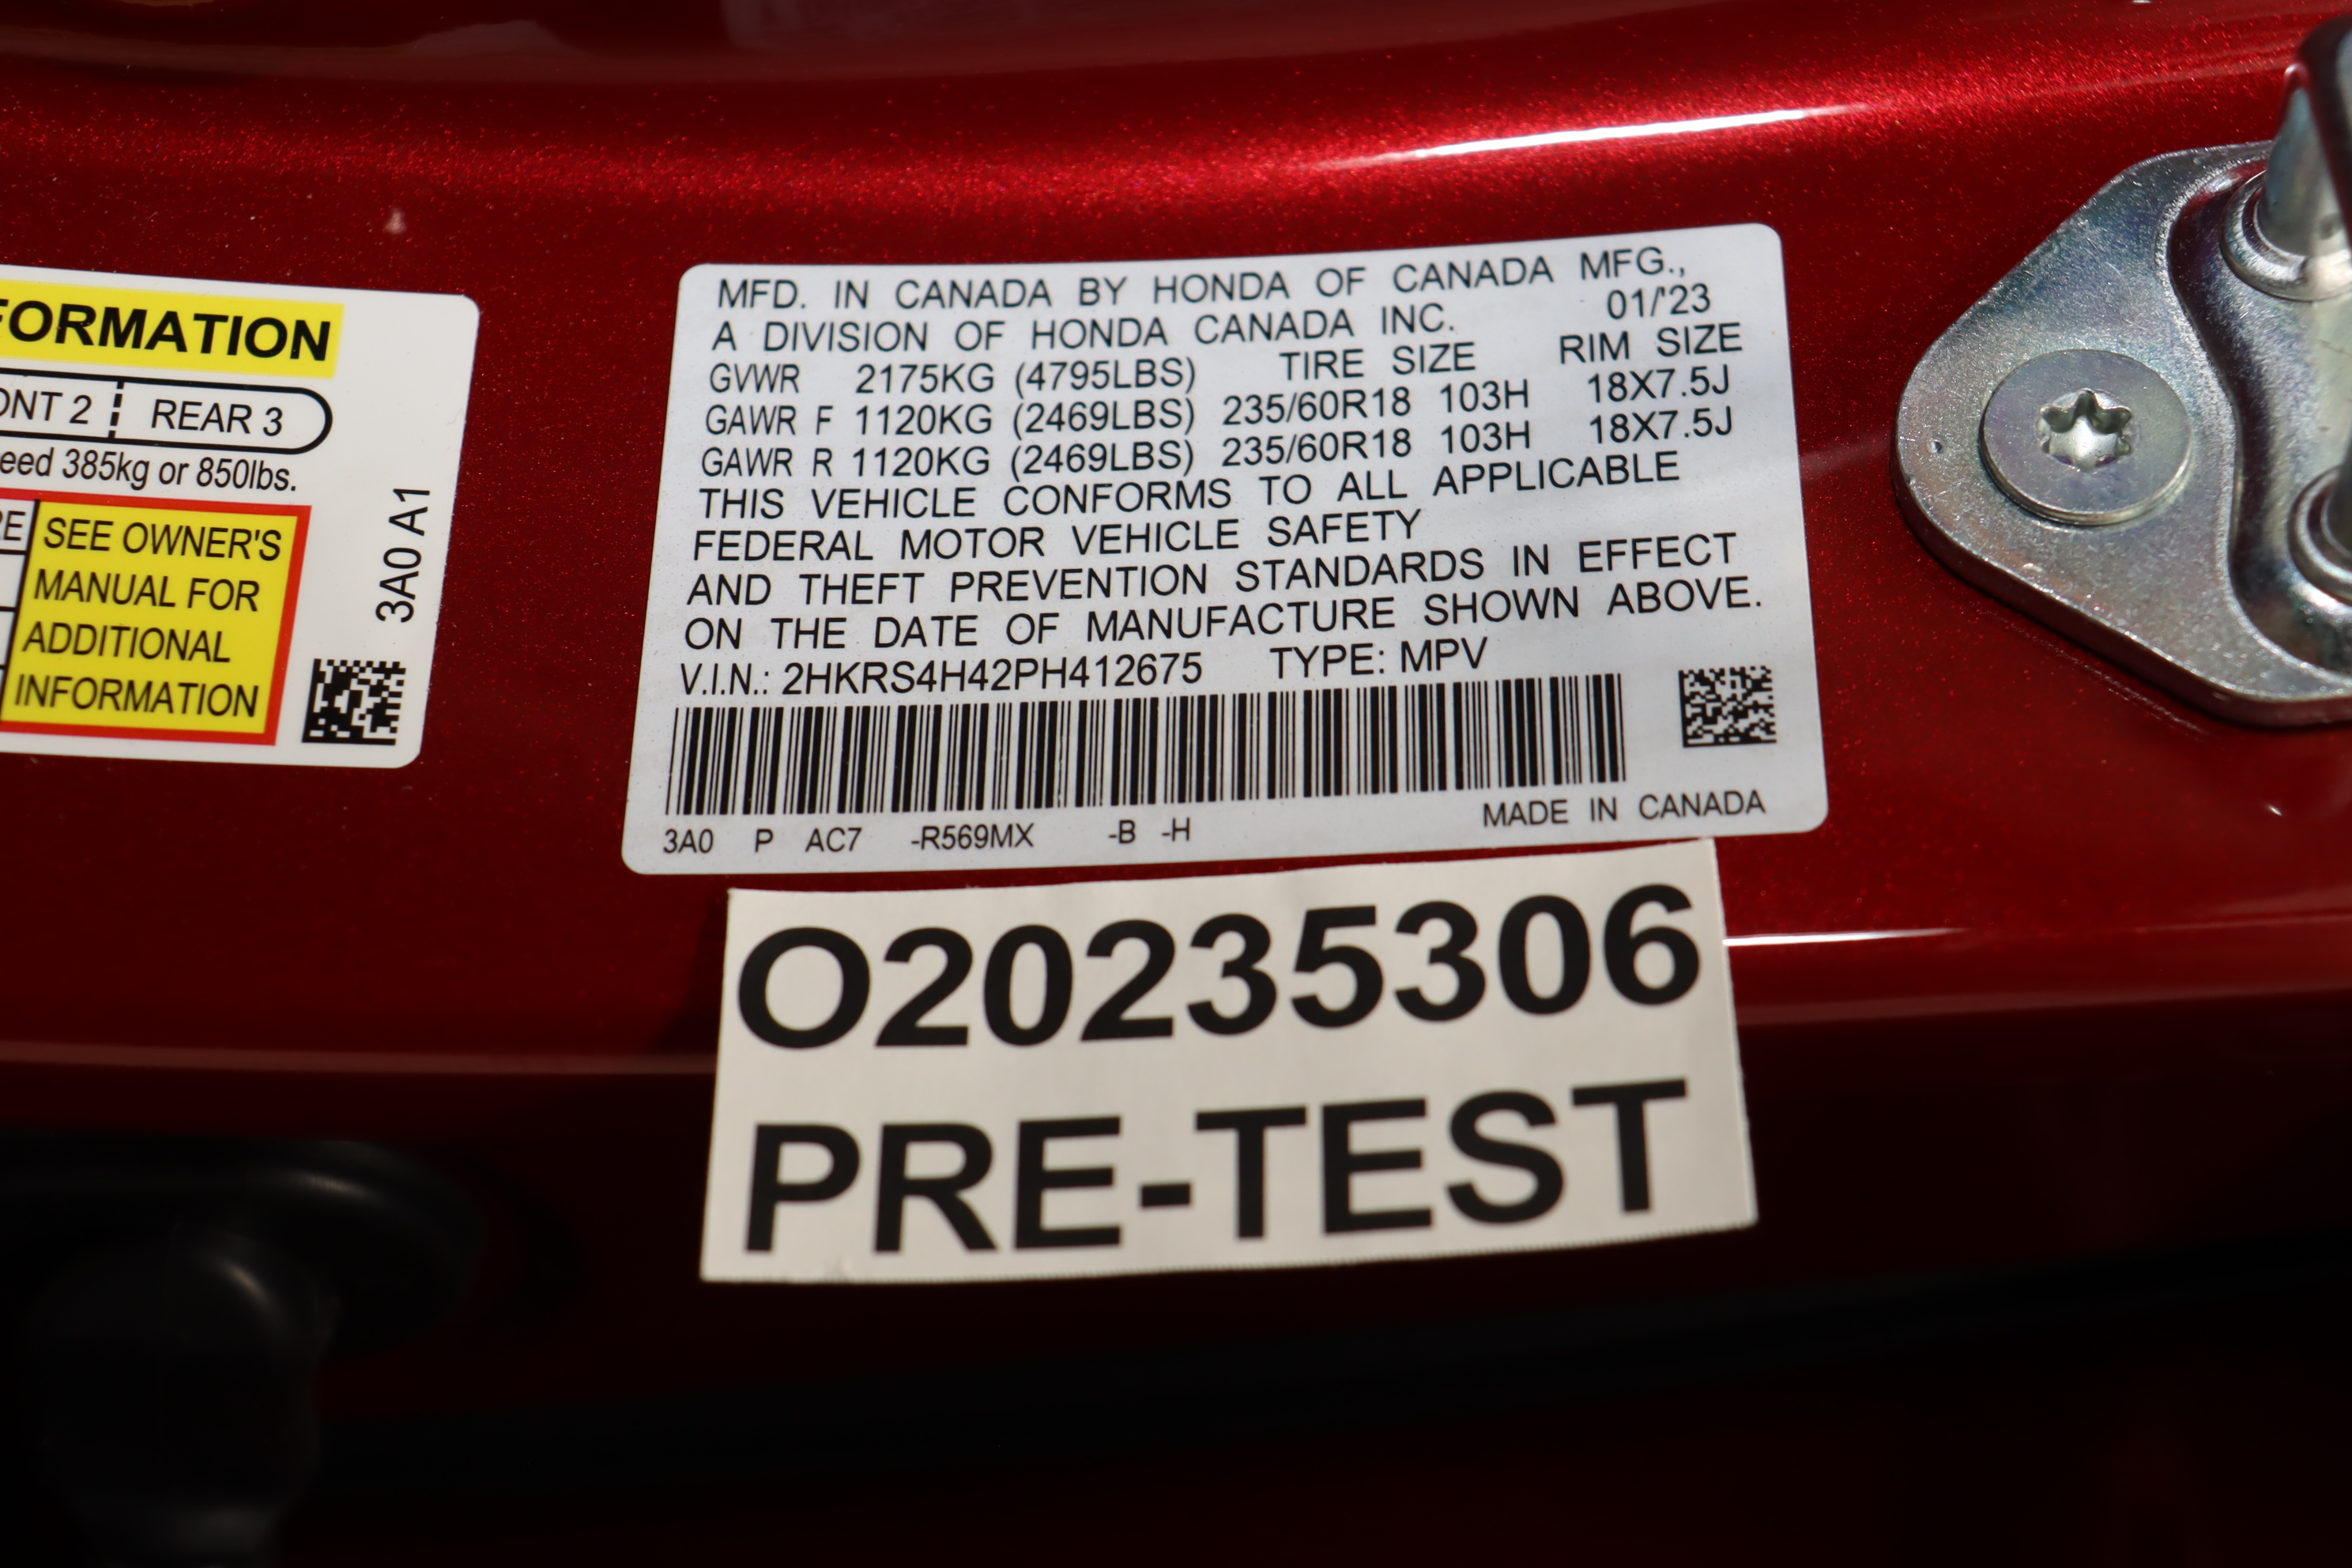 FORMATION
ONT 2 REAR 3
eed 385kg or 850lbs.
RE
SEE OWNER'S
MANUAL FOR
ADDITIONAL
INFORMATION
3A0 A1
MFD. IN CANADA BY HONDA OF CANADA MFG.,
A DIVISION OF HONDA CANADA INC. 01/'23
GVWR 2175KG (4795LBS) TIRE SIZE RIM SIZE
GAWR F 1120KG (2469LBS) 235/60R18 103H 18X7.5J
GAWR R 1120KG (2469LBS) 235/60R18 103H 18X7.5J
THIS VEHICLE CONFORMS TO ALL APPLICABLE
FEDERAL MOTOR VEHICLE SAFETY
AND THEFT PREVENTION STANDARDS IN EFFECT
ON THE DATE OF MANUFACTURE SHOWN ABOVE.
V.I.N.: 2HKRS4H42PH412675 TYPE: MPV
3A0 P AC7 -R569MX -B -H MADE IN CANADA
O20235306
PRE-TEST